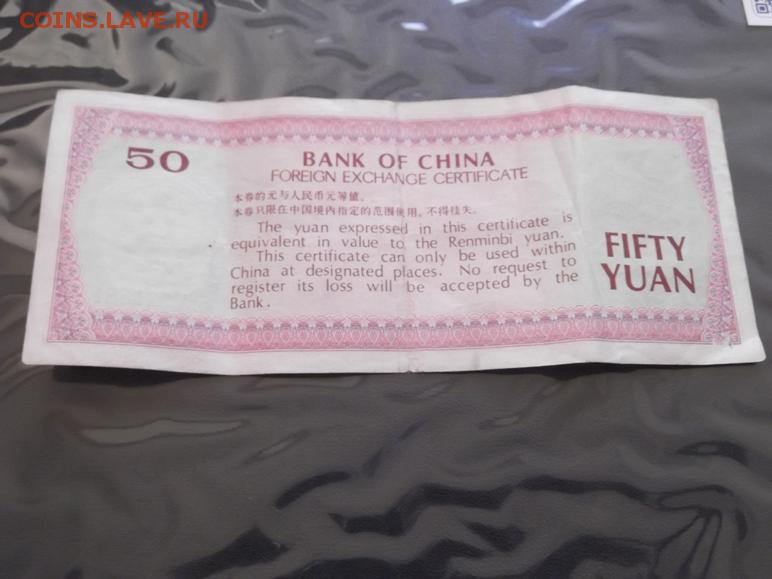 COINS.LAVE.RU
50
BANK OF CHINA
FOREIGN EXCHANGE CERTIFICATE
本券的元与人民币元等值。
本券只限在中国境内指定的范围使用。不得挂失。
The yuan expressed in this certificate is
equivalent in value to the Renminbi yuan.
This certificate can only be used within
China at designated places. No request to
register its loss will be accepted by the
Bank.
FIFTY
YUAN